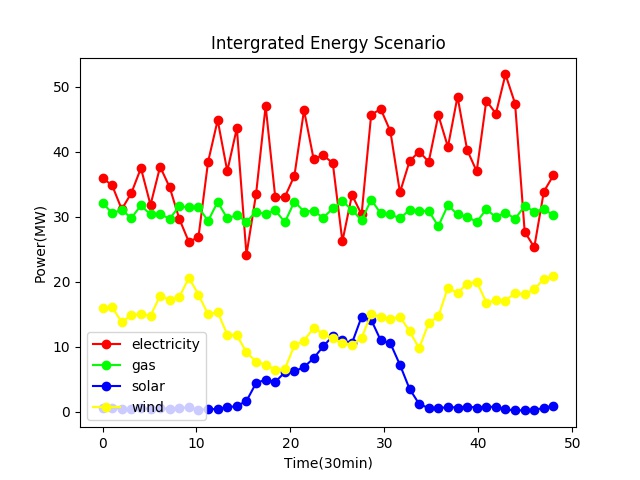 Intergrated Energy Scenario
Power(MW)
50
40
30
20
10
0
electricity
gas
solar
wind
0 10 20 30 40 50
Time(30min)